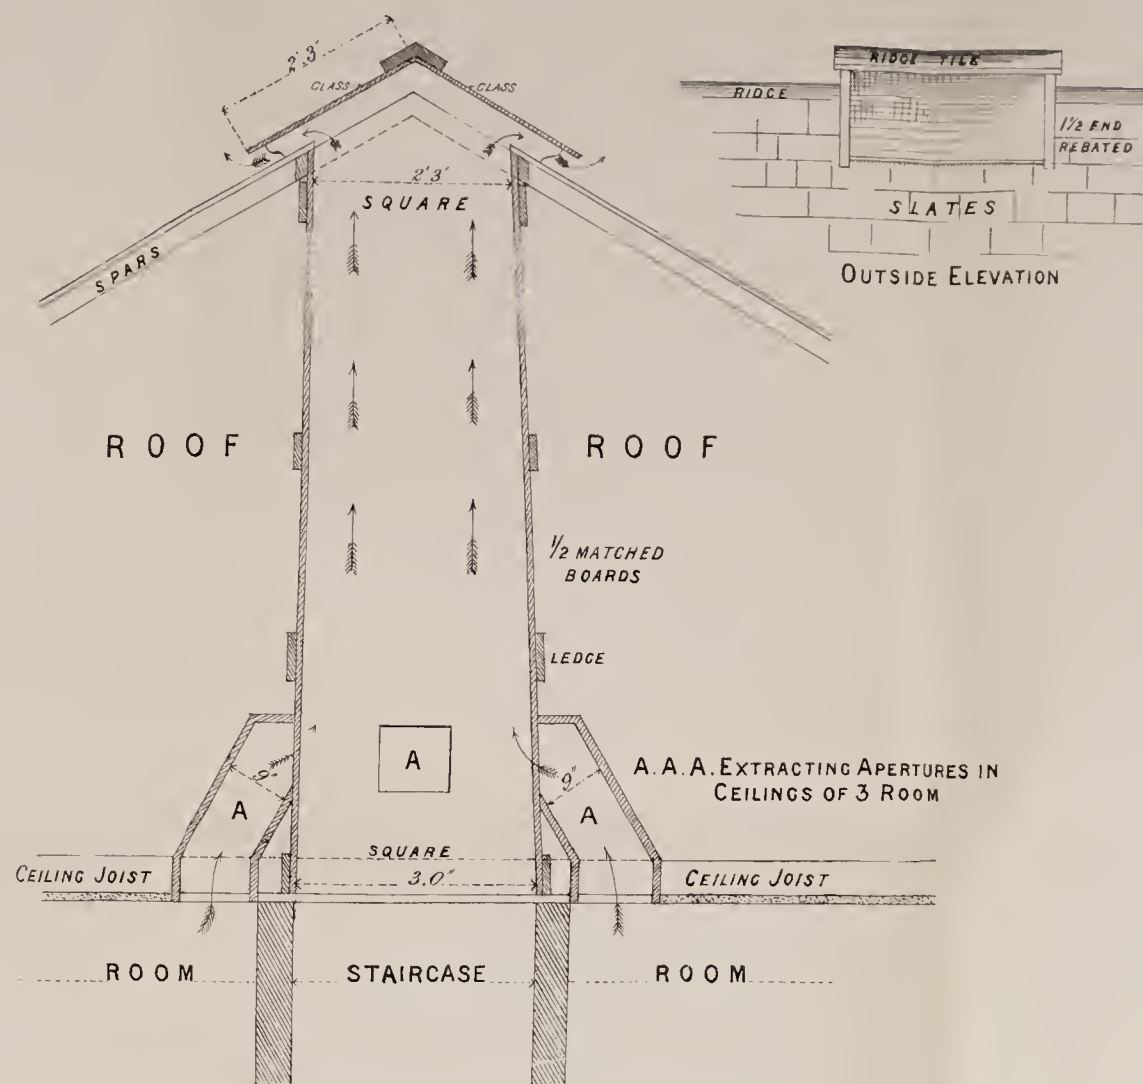 2' 3'
GLASS
GLASS
2'3'
SQUARE
SPARS
ROOF
ROOF
1/2 MATCHED
BOARDS
LEDGE
A
9"
9"
A
A
A.A.A. EXTRACTING APERTURES IN
CEILINGS OF 3 ROOM
SQUARE
3.0"
CEILING JOIST
CEILING JOIST
ROOM
STAIRCASE
ROOM
RIDGE TILE
RIDGE
1 1/2 END
REBATED
SLATES
OUTSIDE ELEVATION